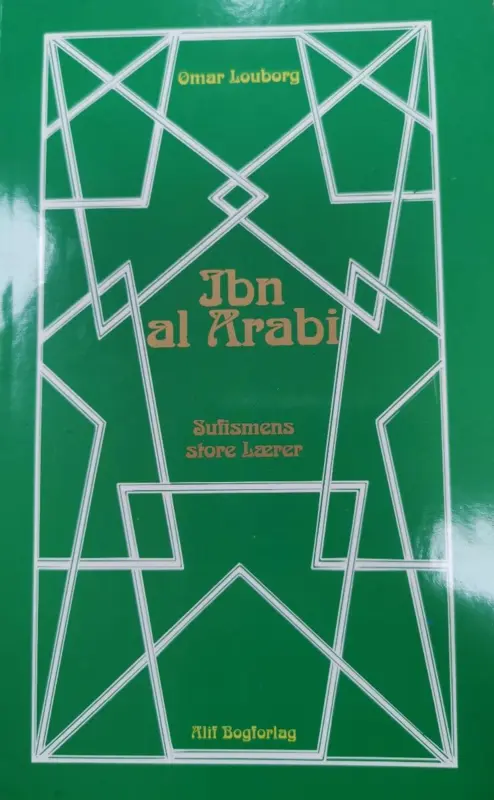 Omar Louborg
Ibn
al Arabi
Sufismens
store Lærer
Alif Bogforlag